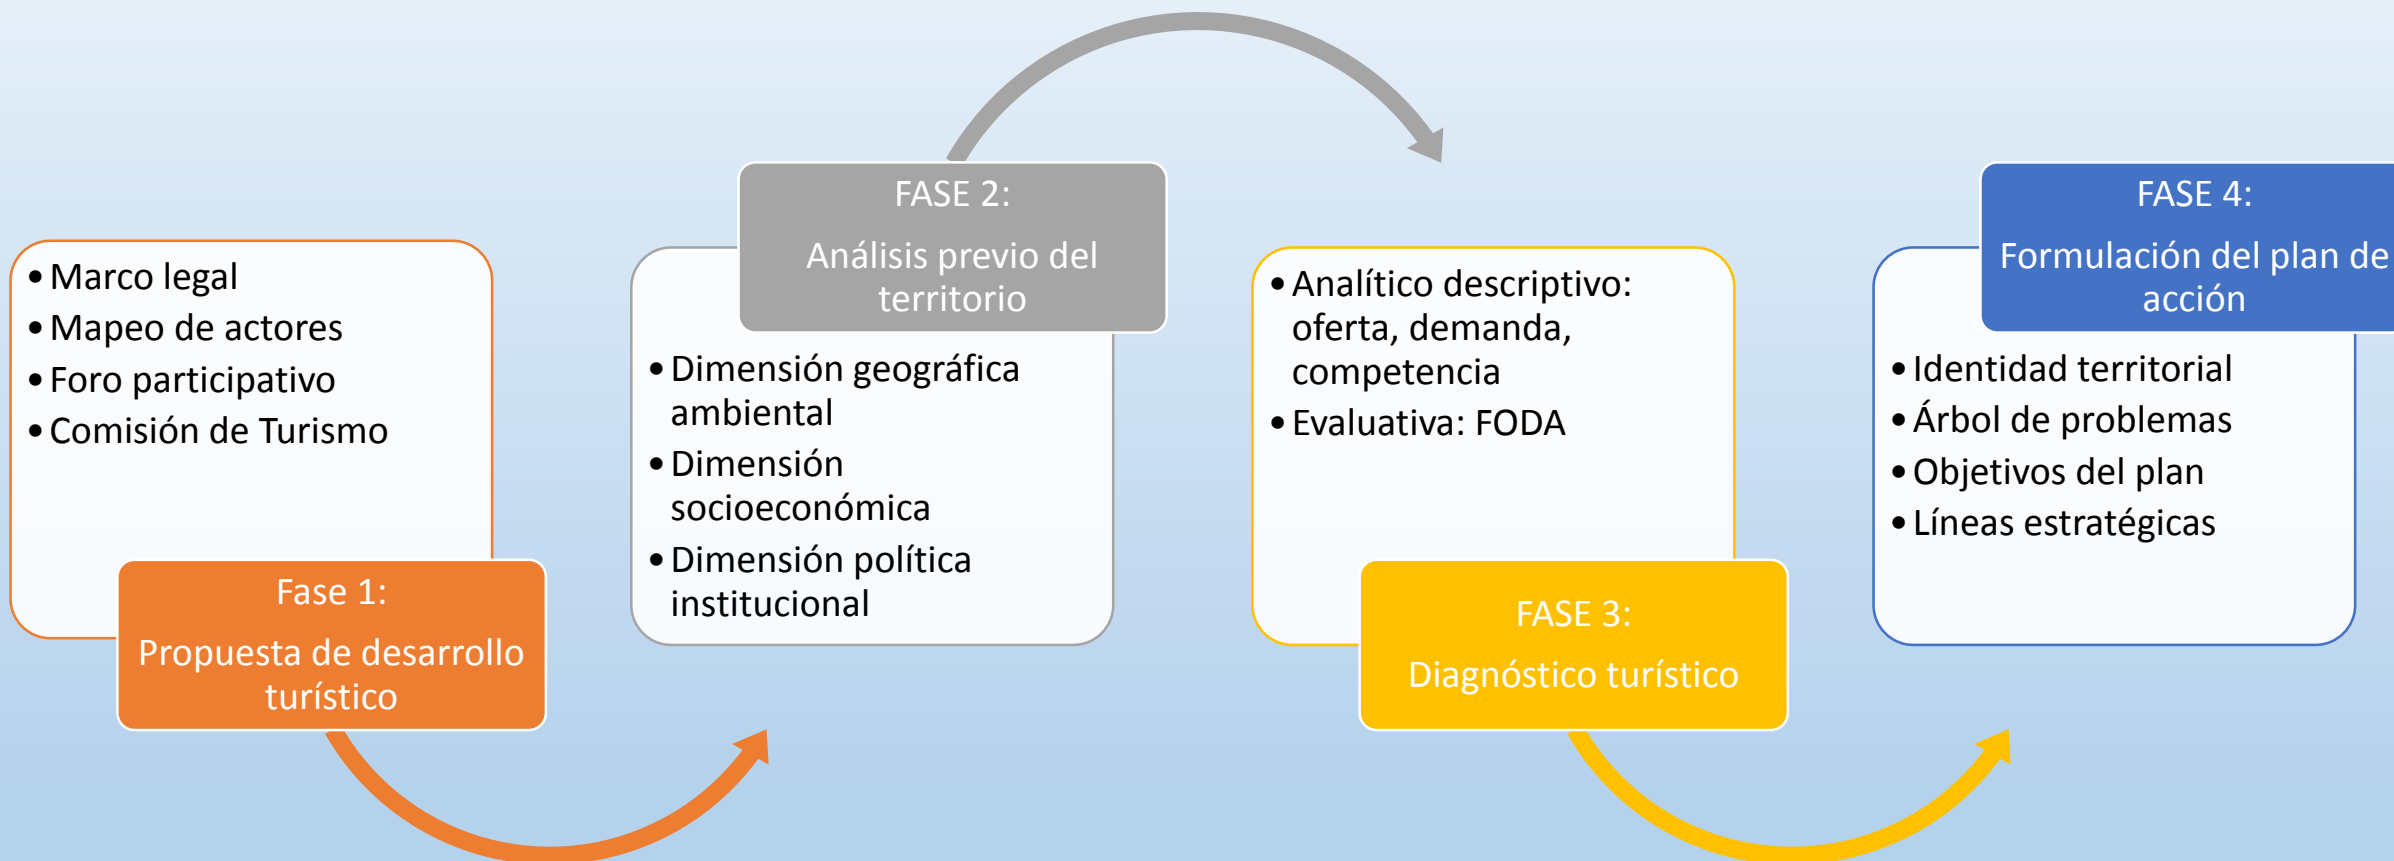 • Marco legal
• Mapeo de actores
• Foro participativo
• Comisión de Turismo
Fase 1:
Propuesta de desarrollo
turístico
FASE 2:
Análisis previo del
territorio
• Dimensión geográfica
ambiental
• Dimensión
socioeconómica
• Dimensión política
institucional
• Analítico descriptivo:
oferta, demanda,
competencia
• Evaluativa: FODA
FASE 3:
Diagnóstico turístico
FASE 4:
Formulación del plan de
acción
• Identidad territorial
• Árbol de problemas
• Objetivos del plan
• Líneas estratégicas